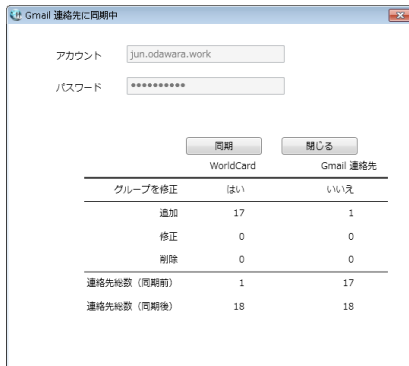 Gmail 連絡先に同期中
アカウント jun.odawara.work
パスワード ●●●●●●●●●●
同期 閉じる
WorldCard Gmail 連絡先
グループを修正 はい いいえ
追加 17 1
修正 0 0
削除 0 0
連絡先総数（同期前） 1 17
連絡先総数（同期後） 18 18